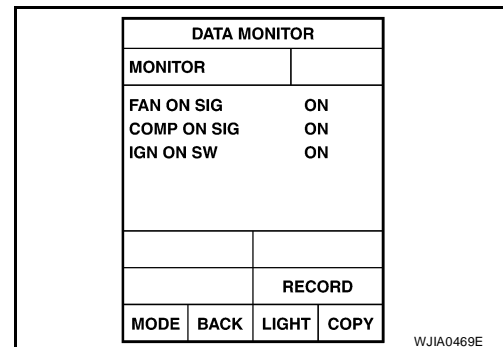 DATA MONITOR
MONITOR
FAN ON SIG ON
COMP ON SIG ON
IGN ON SW ON
RECORD
MODE BACK LIGHT COPY
WJIA0469E